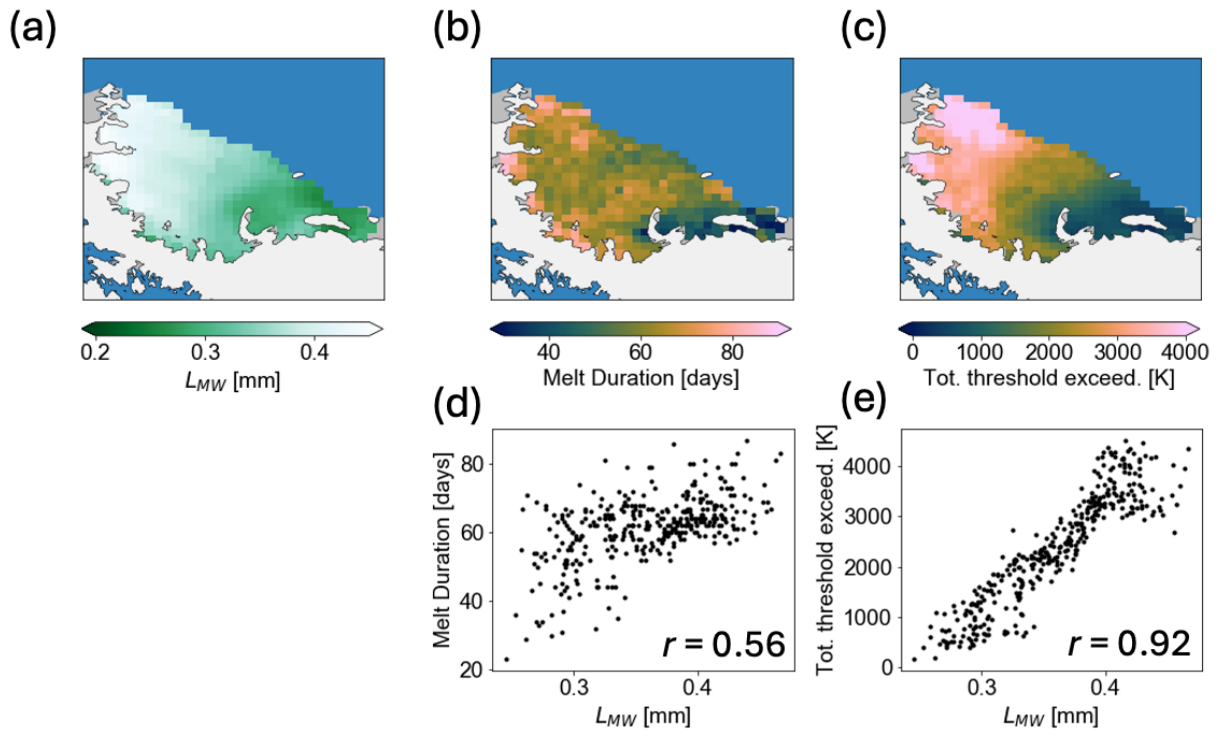 (a)
(b)
(c)
0.2 0.3 0.4
L_MW [mm]
40 60 80
Melt Duration [days]
0 1000 2000 3000 4000
Tot. threshold exceed. [K]
(d)
(e)
Melt Duration [days]
80
60
40
20
r = 0.56
0.3 0.4
L_MW [mm]
Tot. threshold exceed. [K]
4000
3000
2000
1000
0
r = 0.92
0.3 0.4
L_MW [mm]